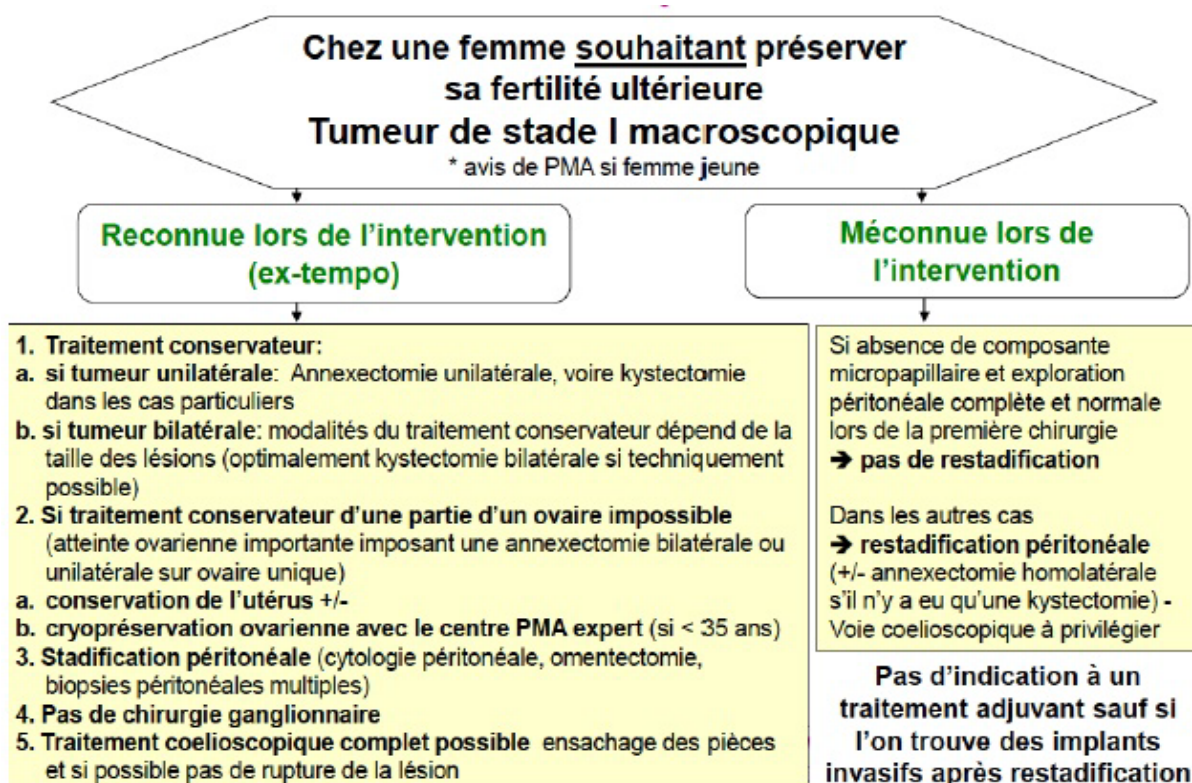 Chez une femme souhaitant préserver
sa fertilité ultérieure
Tumeur de stade I macroscopique
* avis de PMA si femme jeune
Reconnue lors de l'intervention
(ex-tempo)
1. Traitement conservateur:
a. si tumeur unilatérale: Annexectomie unilatérale, voire kystectomie
dans les cas particuliers
b. si tumeur bilatérale: modalités du traitement conservateur dépend de la
taille des lésions (optimalement kystectomie bilatérale si techniquement
possible)
2. Si traitement conservateur d'une partie d'un ovaire impossible
(atteinte ovarienne importante imposant une annexectomie bilatérale ou
unilatérale sur ovaire unique)
a. conservation de l'utérus +/-
b. cryopréservation ovarienne avec le centre PMA expert (si < 35 ans)
3. Stadification péritonéale (cytologie péritonéale, omentectomie,
biopsies péritonéales multiples)
4. Pas de chirurgie ganglionnaire
5. Traitement coelioscopique complet possible ensachage des pièces
et si possible pas de rupture de la lésion
Méconnue lors de
l'intervention
Si absence de composante
micropapillaire et exploration
péritonéale complète et normale
lors de la première chirurgie
➔ pas de restadification
Dans les autres cas
➔ restadification péritonéale
(+/- annexectomie homolatérale
s'il n'y a eu qu'une kystectomie) -
Voie coelioscopique à privilégier
Pas d'indication à un
traitement adjuvant sauf si
l'on trouve des implants
invasifs après restadification